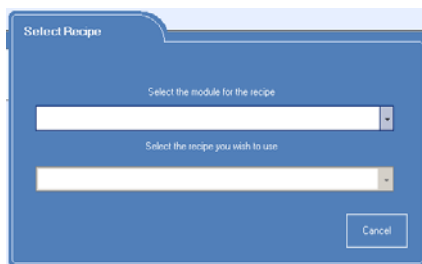 Select Recipe
Select the module for the recipe
Select the recipe you wish to use
Cancel